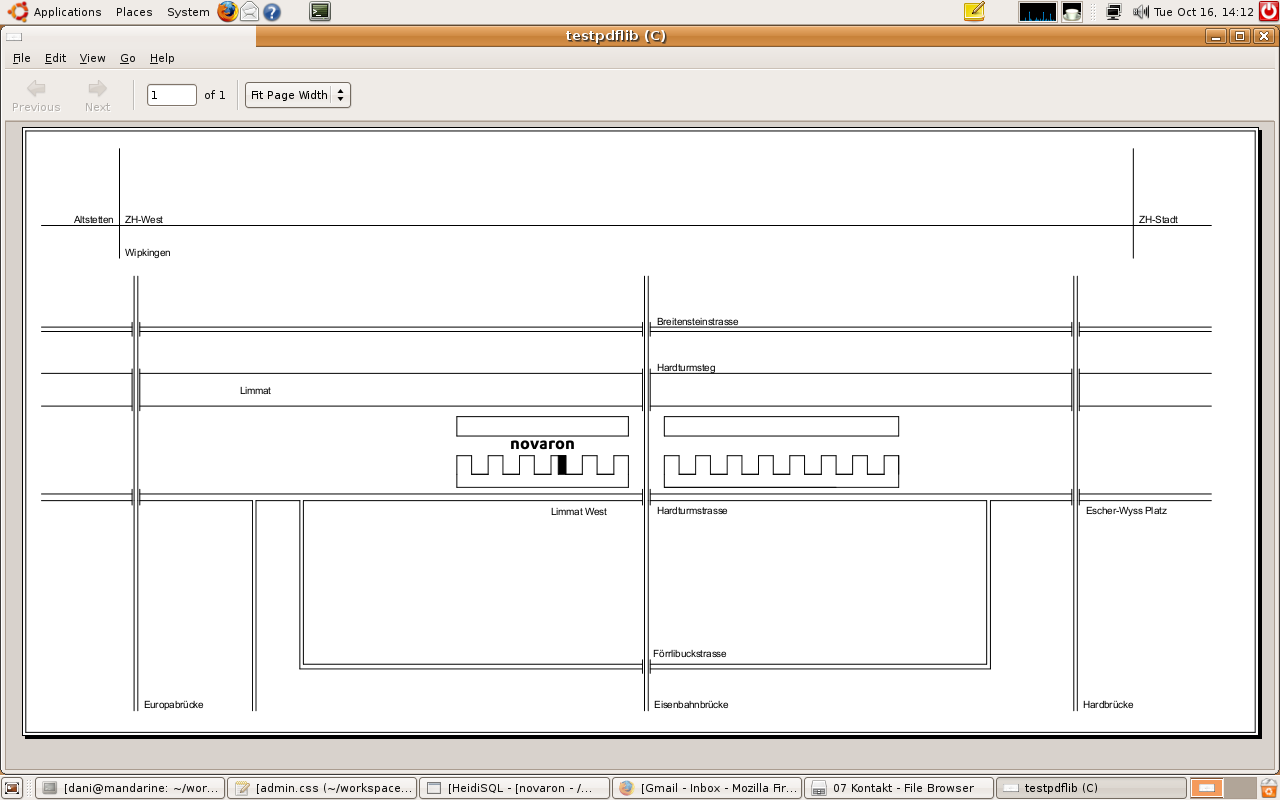 Applications Places System Tue Oct 16, 14:12
testpdflib (C)
File Edit View Go Help
Previous Next 1 of 1 Fit Page Width
Altstetten ZH-West ZH-Stadt
Wipkingen
Breitensteinstrasse
Hardturmsteg
Limmat
novaron
Limmat West Hardturmstrasse Escher-Wyss Platz
Förrlibuckstrasse
Europabrücke Eisenbahnbrücke Hardbrücke
[dani@mandarine: ~/wor... [admin.css (~/workspace... [HeidiSQL - [novaron - /... [Gmail - Inbox - Mozilla Fir... 07 Kontakt - File Browser testpdflib (C)